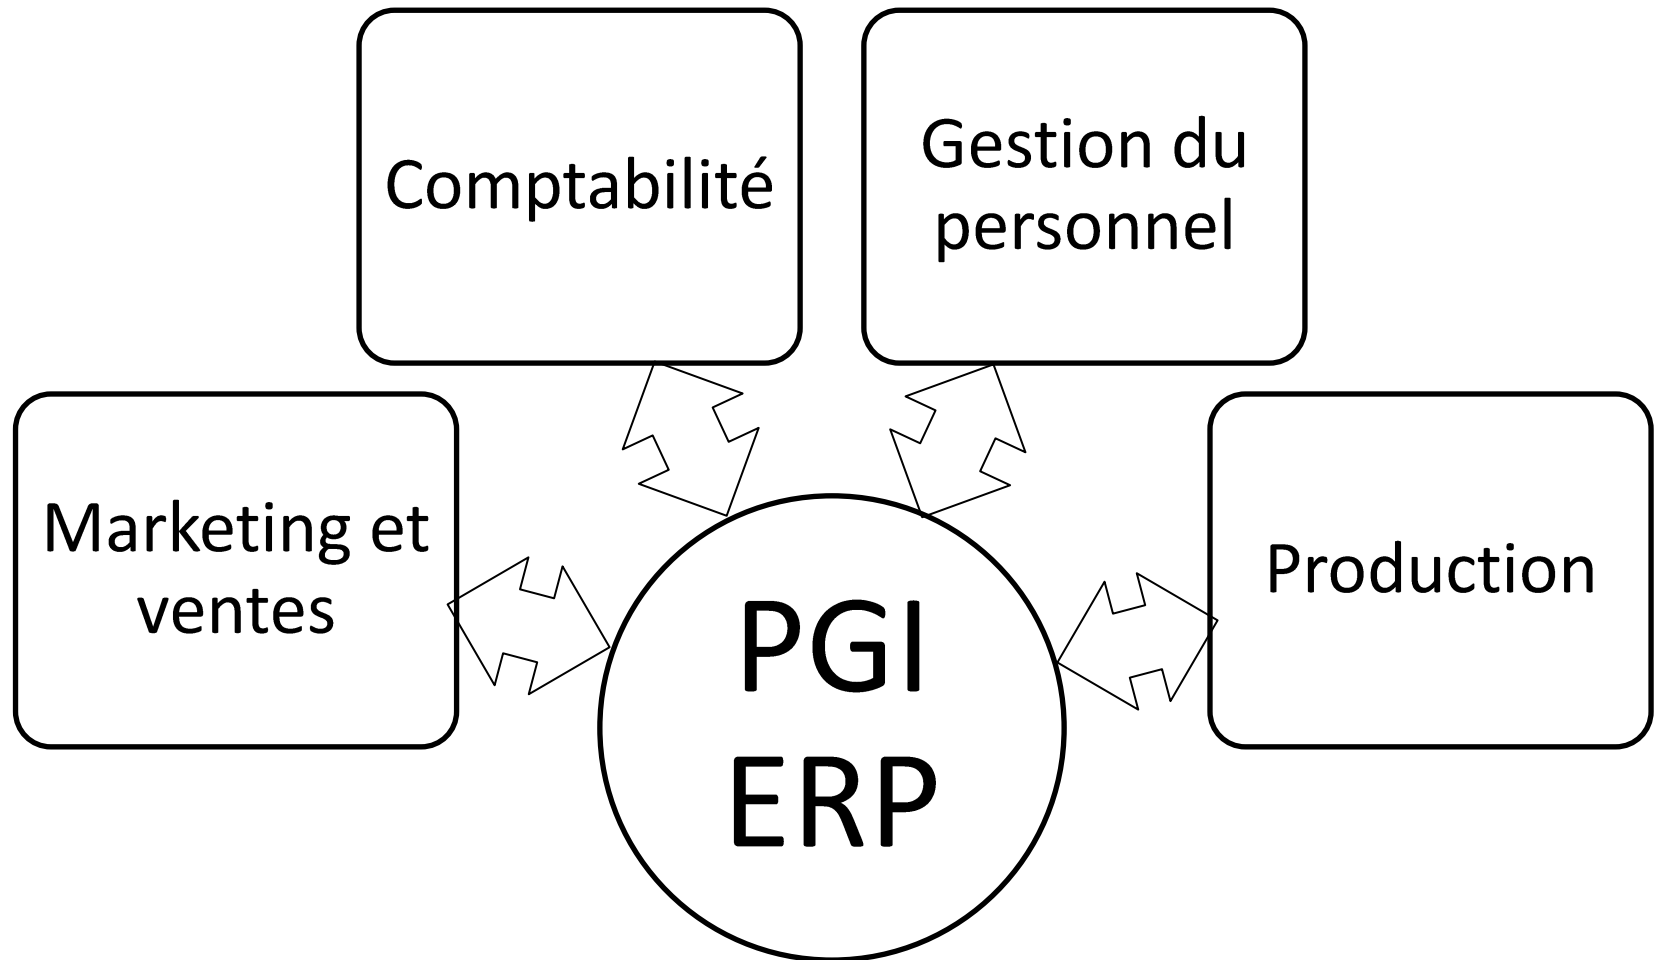 Comptabilité
Gestion du
personnel
Marketing et
ventes
Production
PGI
ERP